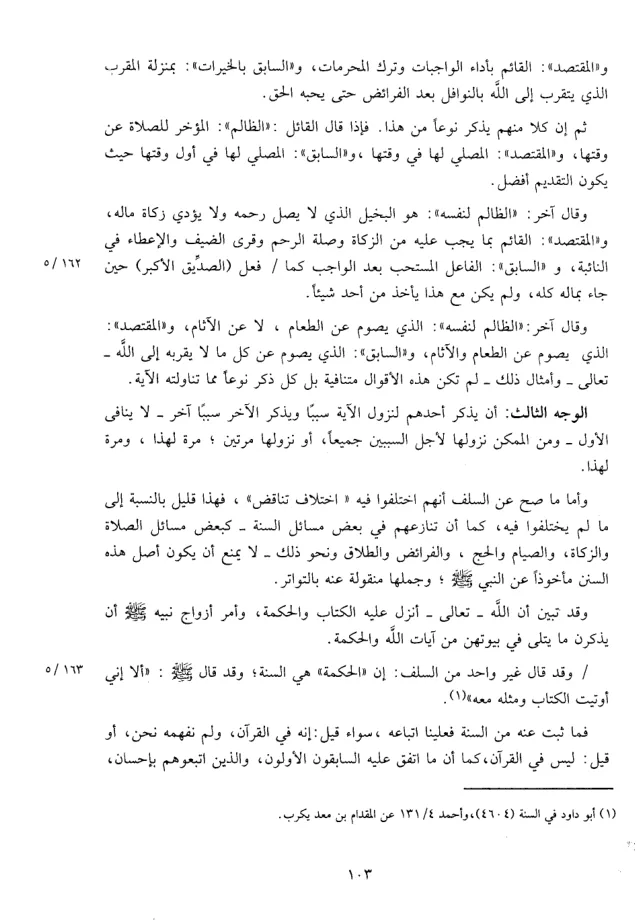 و«المقتصد»: القائم بأداء الواجبات وترك المحرمات، و«السابق بالخيرات»: بمنزلة المقرب
الذي يتقرب إلى اللَّه بالنوافل بعد الفرائض حتى يحبه الحق.
ثم إن كلا منهم يذكر نوعاً من هذا. فإذا قال القائل :«الظالم»: المؤخر للصلاة عن
وقتها، و«المقتصد»: المصلي لها في وقتها ،و«السابق»: المصلي لها في أول وقتها حيث
يكون التقديم أفضل.
وقال آخر: «الظالم لنفسه»: هو البخيل الذي لا يصل رحمه ولا يؤدي زكاة ماله،
و«المقتصد»: القائم بما يجب عليه من الزكاة وصلة الرحم وقرى الضيف والإعطاء في
النائبة، و «السابق»: الفاعل المستحب بعد الواجب كما / فعل (الصدِّيق الأكبر) حين
٥/١٦٢
جاء بماله كله، ولم يكن مع هذا يأخذ من أحد شيئاً.
وقال آخر:«الظالم لنفسه»: الذي يصوم عن الطعام ، لا عن الآثام، و«المقتصد»:
الذي يصوم عن الطعام والآثام، و«السابق»: الذي يصوم عن كل ما لا يقربه إلى اللَّه ـ
تعالى ـ وأمثال ذلك ـ لم تكن هذه الأقوال متنافية بل كل ذكر نوعاً مما تناولته الآية.
الوجه الثالث: أن يذكر أحدهم لنزول الآية سببًا ويذكر الآخر سببًا آخر ـ لا ينافى
الأول ـ ومن الممكن نزولها لأجل السببين جميعاً، أو نزولها مرتين ؛ مرة لهذا ، ومرة
لهذا.
وأما ما صح عن السلف أنهم اختلفوا فيه « اختلاف تناقض» ، فهذا قليل بالنسبة إلى
ما لم يختلفوا فيه، كما أن تنازعهم في بعض مسائل السنة ـ كبعض مسائل الصلاة
والزكاة، والصيام والحج ، والفرائض والطلاق ونحو ذلك ـ لا يمنع أن يكون أصل هذه
السنن مأخوذاً عن النبي ﷺ ؛ وجملها منقولة عنه بالتواتر.
وقد تبين أن اللَّه ـ تعالى ـ أنزل عليه الكتاب والحكمة، وأمر أزواج نبيه ﷺ أن
يذكرن ما يتلى في بيوتهن من آيات اللَّه والحكمة.
/ وقد قال غير واحد من السلف: إن «الحكمة» هي السنة؛ وقد قال ﷺ : «ألا إني
٥/١٦٣
أوتيت الكتاب ومثله معه»(١).
فما ثبت عنه من السنة فعلينا اتباعه ،سواء قيل:إنه في القرآن، ولم نفهمه نحن، أو
قيل: ليس في القرآن،كما أن ما اتفق عليه السابقون الأولون، والذين اتبعوهم بإحسان،
(١) أبو داود في السنة (٤٦٠٤)،وأحمد ٤/١٣١ عن المقدام بن معد يكرب.
١٠٣